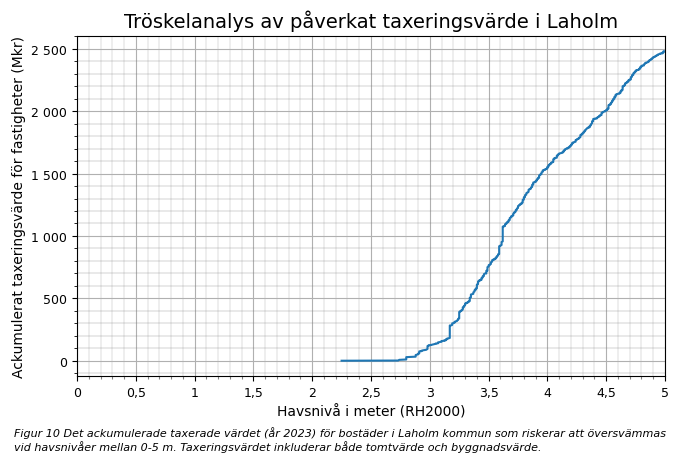 Tröskelanalys av påverkat taxeringsvärde i Laholm
Ackumulerat taxeringsvärde för fastigheter (Mkr)
2 500
2 000
1 500
1 000
500
0
0 0,5 1 1,5 2 2,5 3 3,5 4 4,5 5
Havsnivå i meter (RH2000)
Figur 10 Det ackumulerade taxerade värdet (år 2023) för bostäder i Laholm kommun som riskerar att översvämmas
vid havsnivåer mellan 0-5 m. Taxeringsvärdet inkluderar både tomtvärde och byggnadsvärde.